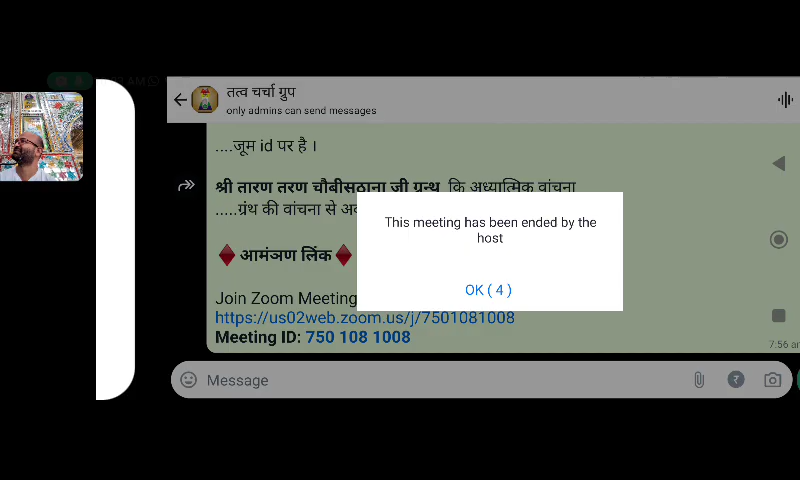 तत्व चर्चा ग्रुप
only admins can send messages
....जूम id पर है ।
श्री तारण तरण चौबीसठाना जी ग्रन्थ कि अध्यात्मिक वांचना
.....ग्रंथ की वांचना से
आमंत्रण लिंक
Join Zoom Meeting
https://us02web.zoom.us/j/7501081008
Meeting ID: 750 108 1008
7:56 am
Message
This meeting has been ended by the
host
OK ( 4 )